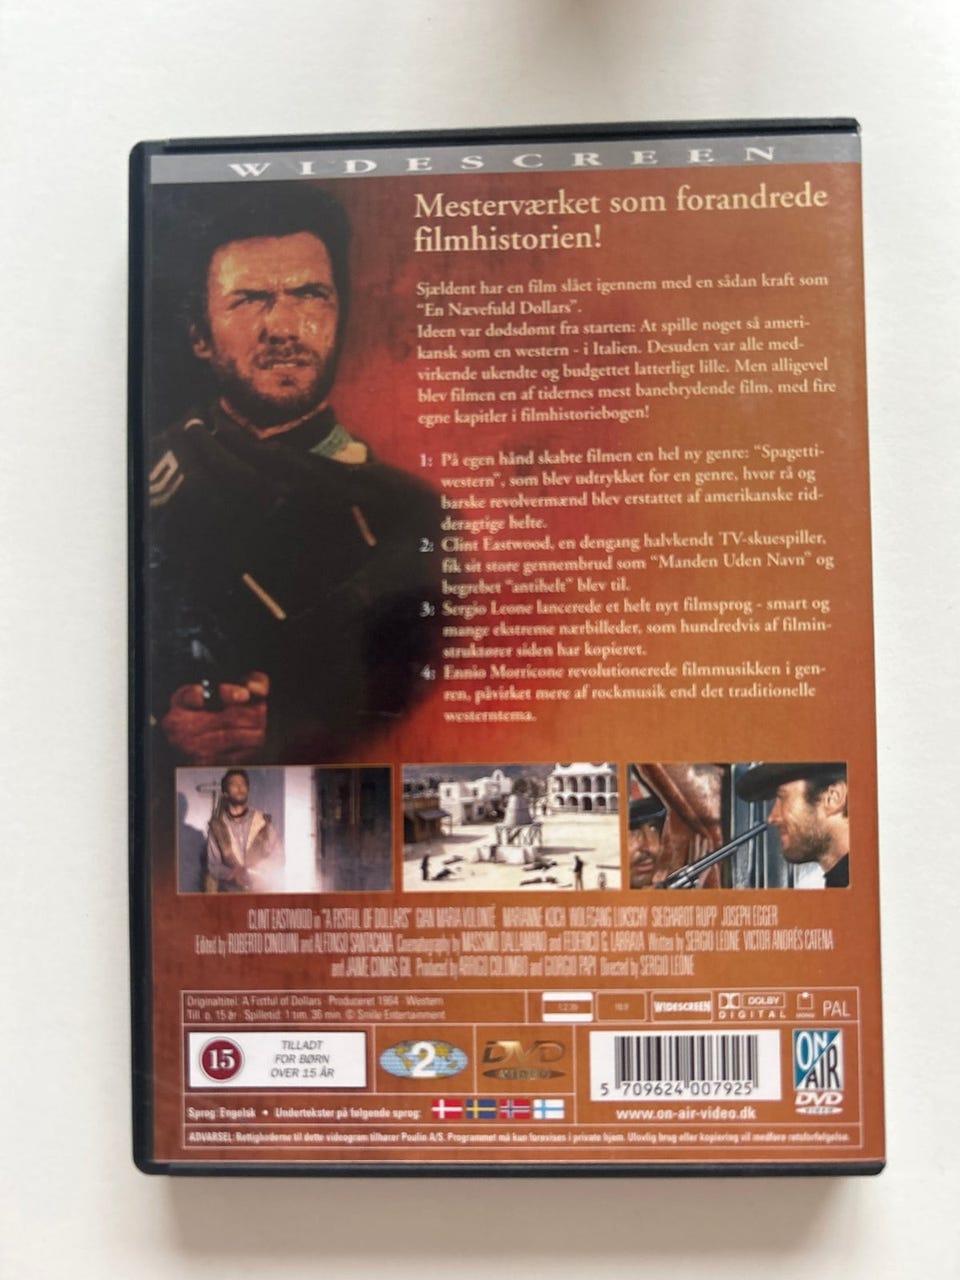 WIDESCREEN
Mesterværket som forandrede
filmhistorien!
Sjældent har en film slået igennem med en sådan kraft som
"En Nævefuld Dollars".
Ideen var dødsdømt fra starten: At spille noget så ameri-
kansk som en western - i Italien. Desuden var alle med-
virkende ukendte og budgettet latterligt lille. Men alligevel
blev filmen en af tidernes mest banebrydende film, med fire
egne kapitler i filmhistoriebogen!
1: På egen hånd skabte filmen en hel ny genre: "Spagetti-
western", som blev udtrykket for en genre, hvor rå og
barske revolvermænd blev erstattet af amerikanske rid-
deragtige helte.
2: Clint Eastwood, en dengang halvkendt TV-skuespiller,
fik sit store gennembrud som "Manden Uden Navn" og
begrebet "antihelt" blev til.
3: Sergio Leone lancerede et helt nyt filmsprog - smart og
mange ekstreme nærbilleder, som hundredvis af filmin-
struktører siden har kopieret.
4: Ennio Morricone revolutionerede filmmusikken i gen-
ren, påvirket mere af rockmusik end det traditionelle
westerntema.
CLINT EASTWOOD in "A FISTFUL OF DOLLARS" GIAN MARIA VOLONTÉ MARIANNE KOCH WOLFGANG LUKSCHY SIEGHARDT RUPP JOSEPH EGGER
Edited by ROBERTO CINQUINI and ALFONSO SANTACANA Cinematography by MASSIMO DALLAMANO and FEDERICO G. LARRAYA Written by SERGIO LEONE VICTOR ANDRÉS CATENA
and JAIME COMAS GIL Produced by ARRIGO COLOMBO and GIORGIO PAPI Directed by SERGIO LEONE
Originaltitel: A Fistful of Dollars · Produceret 1964 · Western
Till. o. 15 år · Spilletid: 1 tim. 36 min. © Smile Entertainment
2.35
16:9
WIDESCREEN
DOLBY
DIGITAL
MONO
PAL
15
TILLADT
FOR BØRN
OVER 15 ÅR
2
DVD
VIDEO
5 709624 007925
ON
AIR
DVD
VIDEO
Sprog: Engelsk • Undertekster på følgende sprog:
www.on-air-video.dk
ADVARSEL: Rettighederne til dette videogram tilhører Poulin A/S. Programmet må kun forevises i private hjem. Ulovlig brug eller kopiering vil medføre retsforfølgelse.